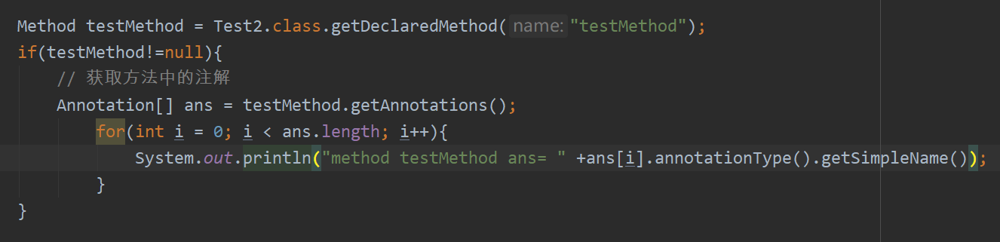 Method testMethod = Test2.class.getDeclaredMethod( name: "testMethod");
if(testMethod!=null){
// 获取方法中的注解
Annotation[] ans = testMethod.getAnnotations();
for(int i = 0; i < ans.length; i++){
System.out.println("method testMethod ans= " +ans[i].annotationType().getSimpleName());
}
}